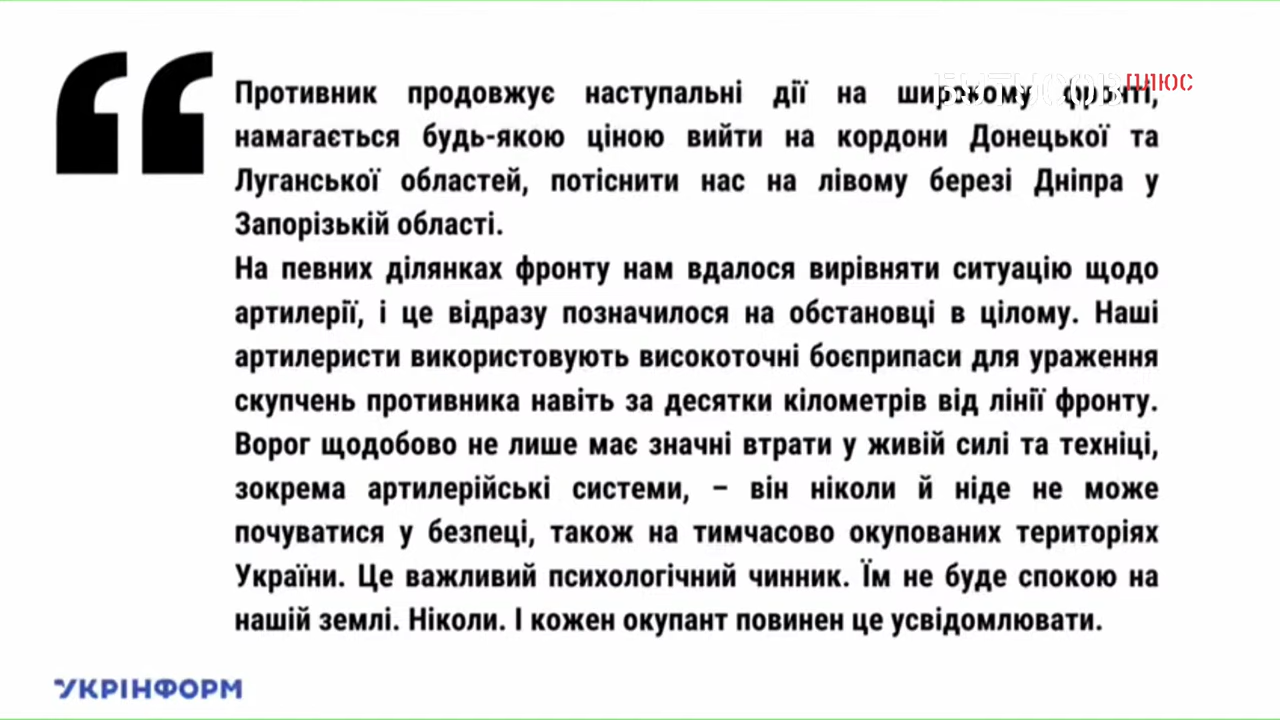 Противник продовжує наступальні дії на широкому фронті,
намагається будь-якою ціною вийти на кордони Донецької та
Луганської областей, потіснити нас на лівому березі Дніпра у
Запорізькій області.
На певних ділянках фронту нам вдалося вирівняти ситуацію щодо
артилерії, і це відразу позначилося на обстановці в цілому. Наші
артилеристи використовують високоточні боєприпаси для ураження
скупчень противника навіть за десятки кілометрів від лінії фронту.
Ворог щодобово не лише має значні втрати у живій силі та техніці,
зокрема артилерійські системи, – він ніколи й ніде не може
почуватися у безпеці, також на тимчасово окупованих територіях
України. Це важливий психологічний чинник. Їм не буде спокою на
нашій землі. Ніколи. І кожен окупант повинен це усвідомлювати.
ПЛЮС
УКРІНФОРМ